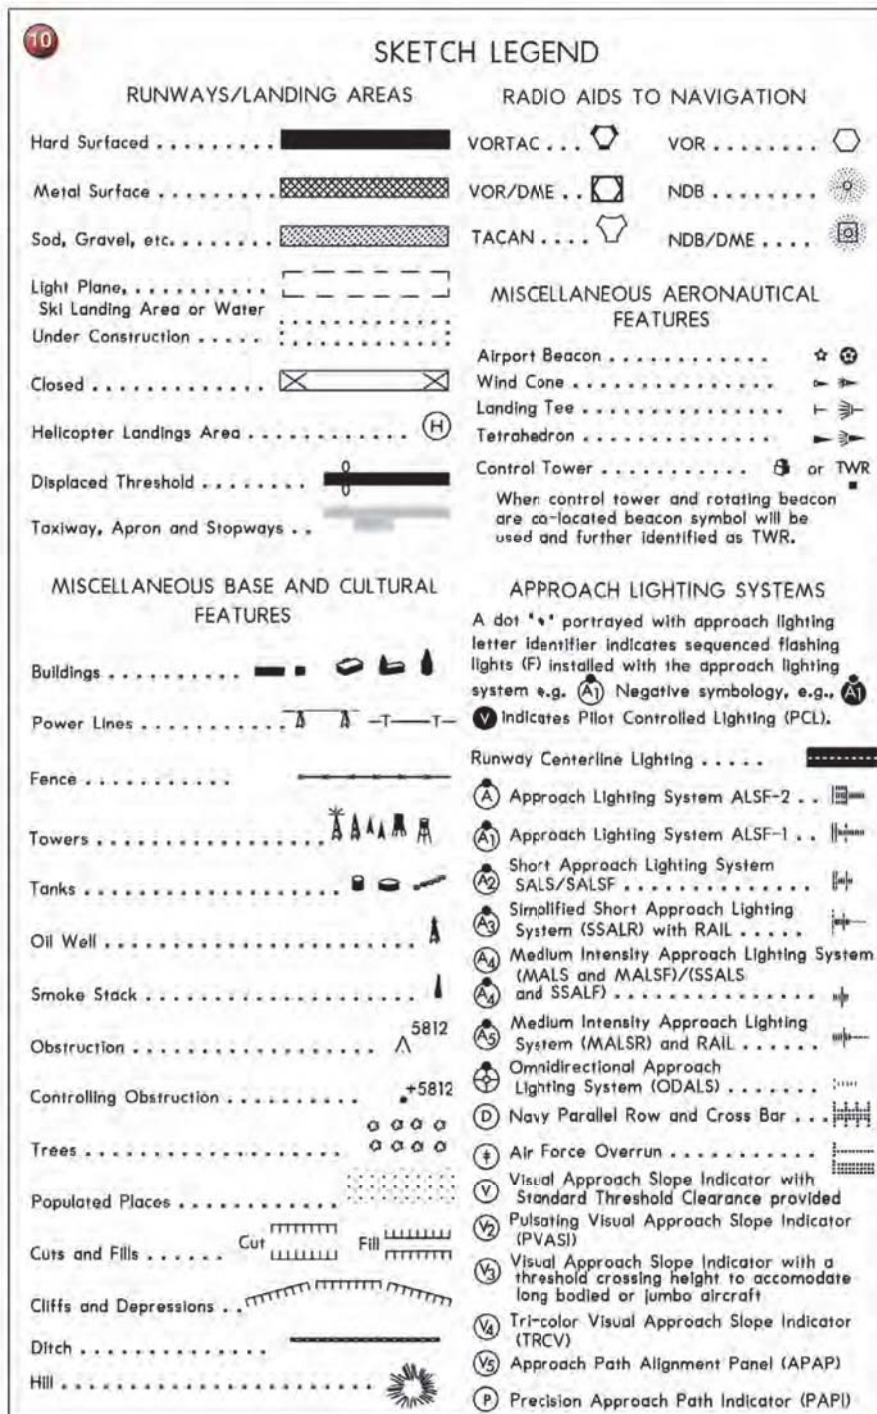 10
SKETCH LEGEND
RUNWAYS/LANDING AREAS
Hard Surfaced . . . . . . . . .
Metal Surface . . . . . . . . . .
Sod, Gravel, etc. . . . . . . .
Light Plane, . . . . . . . . . . .
Ski Landing Area or Water
Under Construction . . . . .
Closed . . . . . . . . . . . . . .
Helicopter Landings Area . . . . . . . . . . . . H
Displaced Threshold . . . . . . . .
Taxiway, Apron and Stopways . .
RADIO AIDS TO NAVIGATION
VORTAC . . . VOR . . . . . . . .
VOR/DME . . NDB . . . . . . . .
TACAN . . . . NDB/DME . . . .
MISCELLANEOUS AERONAUTICAL
FEATURES
Airport Beacon . . . . . . . . . . . .
Wind Cone . . . . . . . . . . . . . . .
Landing Tee . . . . . . . . . . . . . . .
Tetrahedron . . . . . . . . . . . . . .
Control Tower . . . . . . . . . . . or TWR
When control tower and rotating beacon
are co-located beacon symbol will be
used and further identified as TWR.
MISCELLANEOUS BASE AND CULTURAL
FEATURES
Buildings . . . . . . . . . .
Power Lines . . . . . . . . . . . -T-T-
Fence . . . . . . . . . . .
Towers . . . . . . . . . . . . . . . . .
Tanks . . . . . . . . . . . . . . . . . . .
Oil Well . . . . . . . . . . . . . . . . . . . . . . . .
Smoke Stack . . . . . . . . . . . . . . . . . . . . .
Obstruction . . . . . . . . . . . . . . . . . . . 5812
Controlling Obstruction . . . . . . . . . . +5812
Trees . . . . . . . . . . . . . . . . . . . .
Populated Places . . . . . . . . . . . . .
Cuts and Fills . . . . . . Cut Fill
Cliffs and Depressions . .
Ditch . . . . . . . . . . . . . .
Hill . . . . . . . . . . . . . . . . . . . . . . . .
APPROACH LIGHTING SYSTEMS
A dot "•" portrayed with approach lighting
letter identifier indicates sequenced flashing
lights (F) installed with the approach lighting
system e.g. A1 Negative symbology, e.g., A1
V indicates Pilot Controlled Lighting (PCL).
Runway Centerline Lighting . . . . .
A Approach Lighting System ALSF-2 . .
A1 Approach Lighting System ALSF-1 . .
A2 Short Approach Lighting System
SALS/SALSF . . . . . . . . . . . . . .
A3 Simplified Short Approach Lighting
System (SSALR) with RAIL . . . . .
A4 Medium Intensity Approach Lighting System
(MALS and MALSF)/(SSALS
A4 and SSALF) . . . . . . . . . . . . . . .
A5 Medium Intensity Approach Lighting
System (MALSR) and RAIL . . . . . .
Omnidirectional Approach
Lighting System (ODALS) . . . . . . .
D Navy Parallel Row and Cross Bar . . .
Air Force Overrun . . . . . . . . . . .
V Visual Approach Slope Indicator with
Standard Threshold Clearance provided
V2 Pulsating Visual Approach Slope Indicator
(PVASI)
V3 Visual Approach Slope Indicator with a
threshold crossing height to accomodate
long bodied or jumbo aircraft
V4 Tri-color Visual Approach Slope Indicator
(TRCV)
V5 Approach Path Alignment Panel (APAP)
P Precision Approach Path Indicator (PAPI)